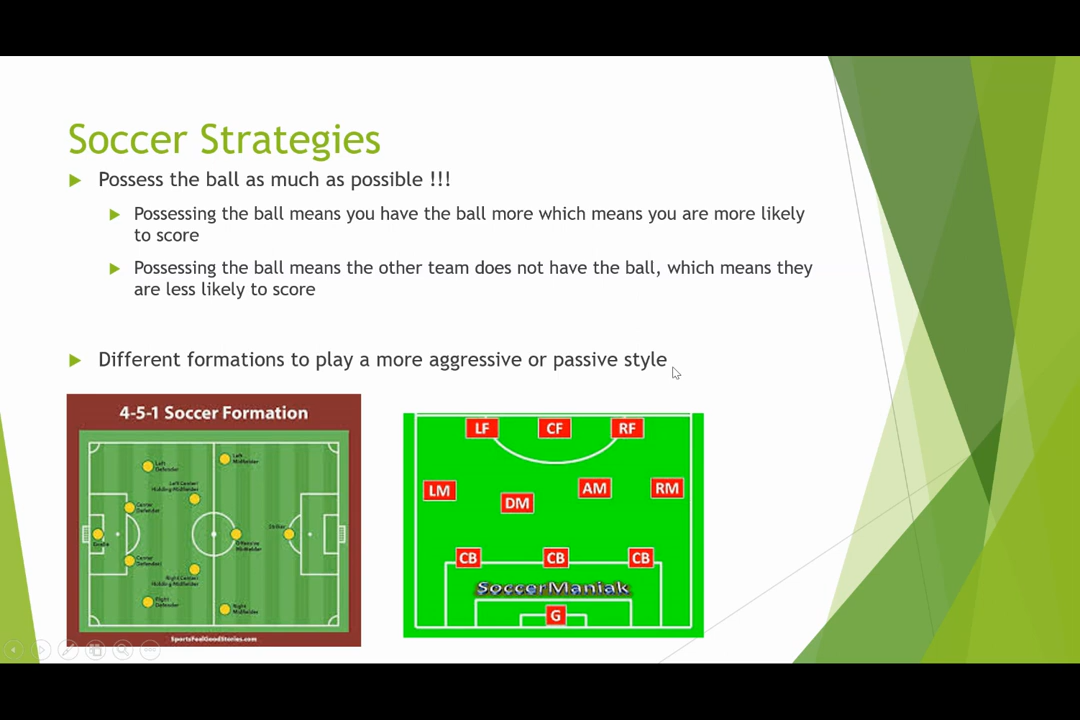 Soccer Strategies
Possess the ball as much as possible !!!
Possessing the ball means you have the ball more which means you are more likely
to score
Possessing the ball means the other team does not have the ball, which means they
are less likely to score
Different formations to play a more aggressive or passive style
4-5-1 Soccer Formation
Left
Defender
Left
Midfielder
Left Center/
Holding Midfielder
Center
Defender
Goalie
Striker
Offensive
Midfielder
Center
Defender
Right Center/
Holding Midfielder
Right
Defender
Right
Midfielder
SportsFeelGoodStories.com
LF CF RF
LM DM AM RM
CB CB CB
SoccerManiak
G